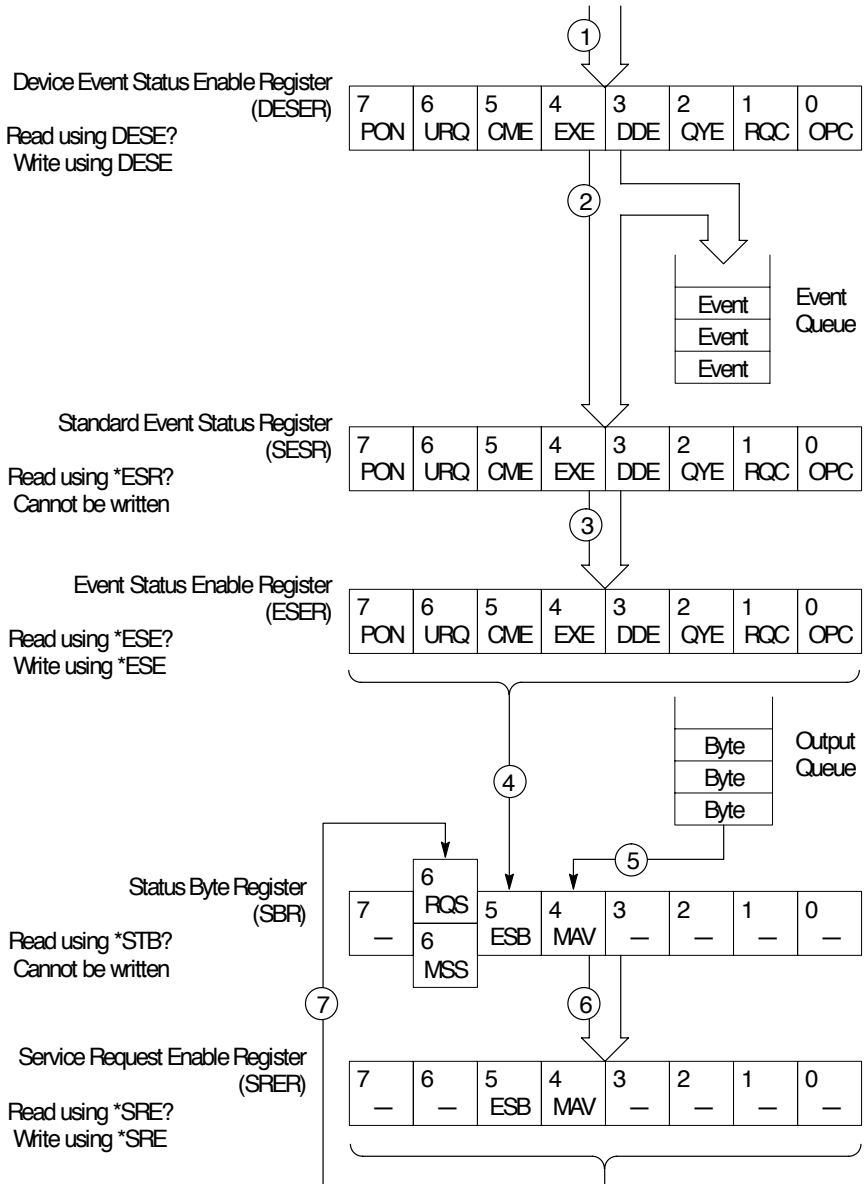 1
Device Event Status Enable Register
(DESER)
Read using DESE?
Write using DESE
7 6 5 4 3 2 1 0
PON URQ CME EXE DDE QYE RQC OPC
2
Event
Event
Event
Event
Queue
Standard Event Status Register
(SESR)
Read using *ESR?
Cannot be written
7 6 5 4 3 2 1 0
PON URQ CME EXE DDE QYE RQC OPC
3
Event Status Enable Register
(ESER)
Read using *ESE?
Write using *ESE
7 6 5 4 3 2 1 0
PON URQ CME EXE DDE QYE RQC OPC
4
Byte
Byte
Byte
Output
Queue
5
Status Byte Register
(SBR)
Read using *STB?
Cannot be written
7 6 5 4 3 2 1 0
— RQS ESB MAV — — — —
6
MSS
7
6
Service Request Enable Register
(SRER)
Read using *SRE?
Write using *SRE
7 6 5 4 3 2 1 0
— — ESB MAV — — — —